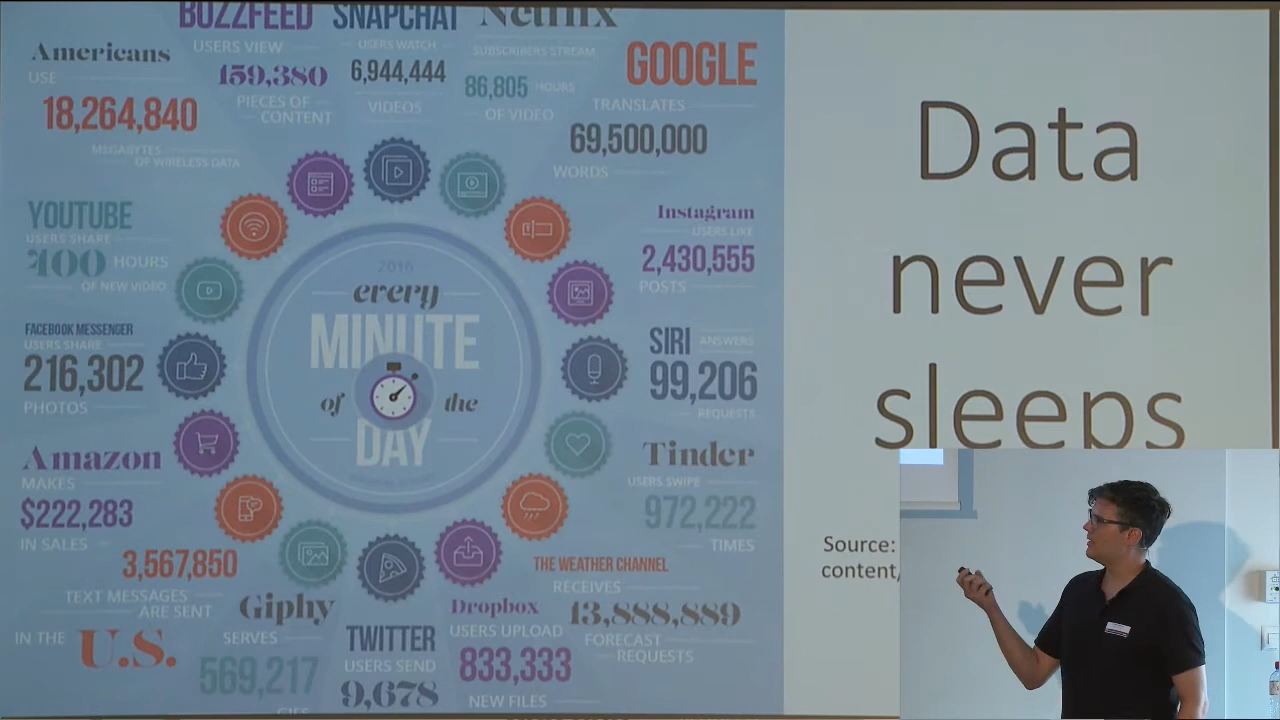 BUZZFEED
USERS VIEW
159,380
PIECES OF
CONTENT
SNAPCHAT
USERS WATCH
6,944,444
VIDEOS
Netflix
SUBSCRIBERS STREAM
86,805 HOURS
OF VIDEO
Americans
USE
18,264,840
MEGABYTES
OF WIRELESS DATA
GOOGLE
TRANSLATES
69,500,000
WORDS
YOUTUBE
USERS SHARE
400 HOURS
OF NEW VIDEO
Instagram
USERS LIKE
2,430,555
POSTS
2016
every
MINUTE
of the
DAY
FACEBOOK MESSENGER
USERS SHARE
216,302
PHOTOS
SIRI ANSWERS
99,206
REQUESTS
Amazon
MAKES
$222,283
IN SALES
Tinder
USERS SWIPE
972,222
TIMES
3,567,850
TEXT MESSAGES
ARE SENT
IN THE U.S.
Giphy
SERVES
569,217
GIFS
TWITTER
USERS SEND
9,678
Dropbox
USERS UPLOAD
833,333
NEW FILES
THE WEATHER CHANNEL
RECEIVES
13,888,889
FORECAST
REQUESTS
Data
never
sleeps
Source:
content/